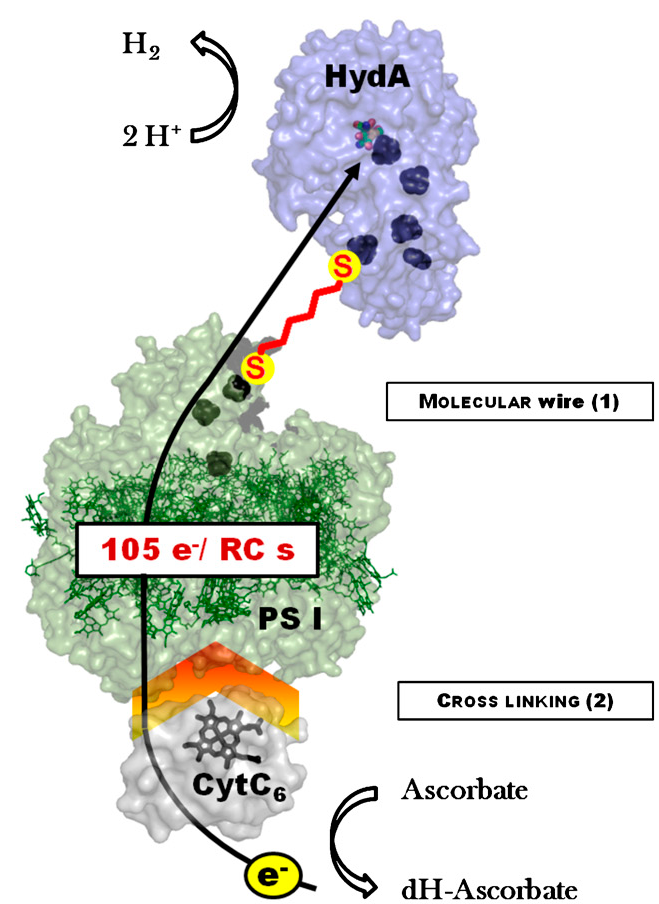 H₂
HydA
2 H⁺
S
S
MOLECULAR wire (1)
105 e⁻/ RC s
PS I
CROSS LINKING (2)
CytC₆
Ascorbate
e⁻
dH-Ascorbate